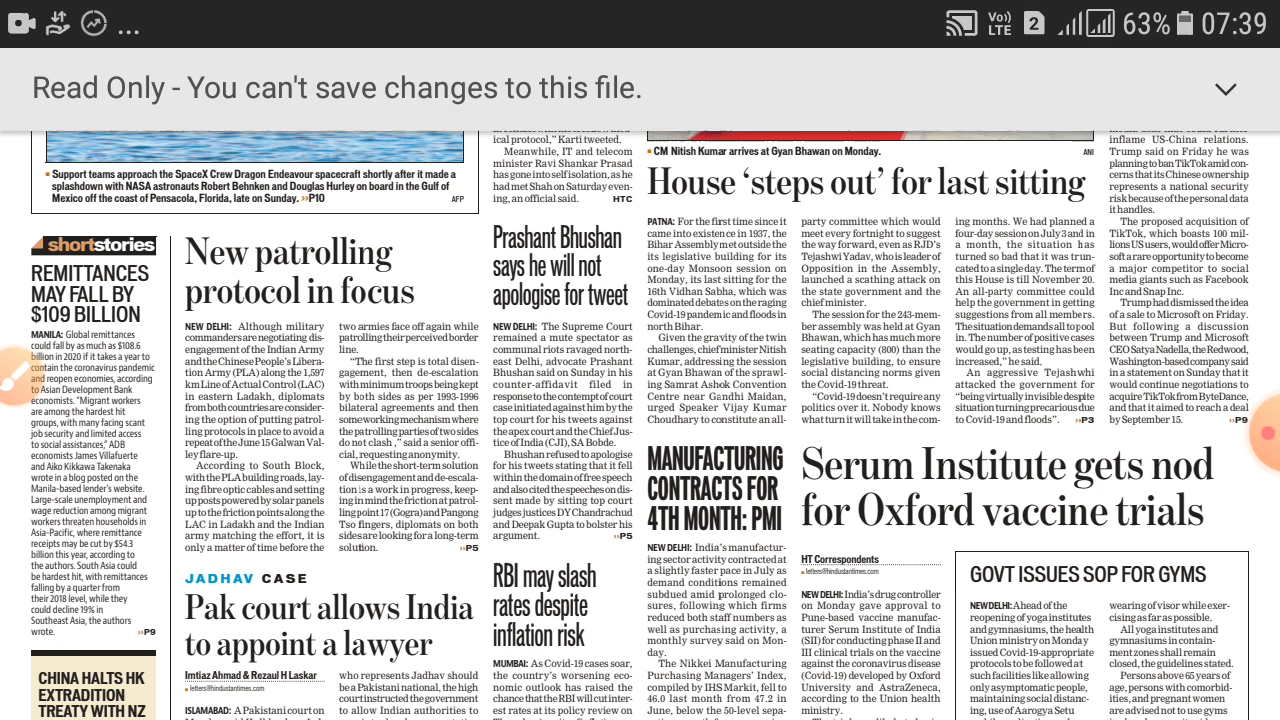 63% 07:39
Vo)) LTE 2
Read Only - You can't save changes to this file.
▪ Support teams approach the SpaceX Crew Dragon Endeavour spacecraft shortly after it made a
splashdown with NASA astronauts Robert Behnken and Douglas Hurley on board in the Gulf of
Mexico off the coast of Pensacola, Florida, late on Sunday. ››P10
AFP
shortstories
REMITTANCES
MAY FALL BY
$109 BILLION
MANILA: Global remittances
could fall by as much as $108.6
billion in 2020 if it takes a year to
contain the coronavirus pandemic
and reopen economies, according
to Asian Development Bank
economists. "Migrant workers
are among the hardest hit
groups, with many facing scant
job security and limited access
to social assistances," ADB
economists James Villafuerte
and Aiko Kikkawa Takenaka
wrote in a blog posted on the
Manila-based lender's website.
Large-scale unemployment and
wage reduction among migrant
workers threaten households in
Asia-Pacific, where remittance
receipts may be cut by $54.3
billion this year, according to
the authors. South Asia could
be hardest hit, with remittances
falling by a quarter from
their 2018 level, while they
could decline 19% in
Southeast Asia, the authors
wrote. ››P9
CHINA HALTS HK
EXTRADITION
TREATY WITH NZ
New patrolling
protocol in focus
NEW DELHI: Although military
commanders are negotiating dis-
engagement of the Indian Army
and the Chinese People's Libera-
tion Army (PLA) along the 1,597
km Line of Actual Control (LAC)
in eastern Ladakh, diplomats
from both countries are consider-
ing the option of putting patrol-
ling protocols in place to avoid a
repeat of the June 15 Galwan Val-
ley flare-up.
According to South Block,
with the PLA building roads, lay-
ing fibre optic cables and setting
up posts powered by solar panels
up to the friction points along the
LAC in Ladakh and the Indian
army matching the effort, it is
only a matter of time before the
two armies face off again while
patrolling their perceived border
line.
"The first step is total disen-
gagement, then de-escalation
with minimum troops being kept
by both sides as per 1993-1996
bilateral agreements and then
some working mechanism where
the patrolling parties of two sides
do not clash ," said a senior offi-
cial, requesting anonymity.
While the short-term solution
of disengagement and de-escala-
tion is a work in progress, keep-
ing in mind the friction at patrol-
ling point 17 (Gogra) and Pangong
Tso fingers, diplomats on both
sides are looking for a long-term
solution. ››P5
JADHAV CASE
Pak court allows India
to appoint a lawyer
Imtiaz Ahmad & Rezaul H Laskar
▪ letters@hindustantimes.com
ISLAMABAD: A Pakistani court on
who represents Jadhav should
be a Pakistani national, the high
court instructed the government
to allow Indian authorities to
ical protocol," Karti tweeted.
Meanwhile, IT and telecom
minister Ravi Shankar Prasad
has gone into self isolation, as he
had met Shah on Saturday even-
ing, an official said. HTC
Prashant Bhushan
says he will not
apologise for tweet
NEW DELHI: The Supreme Court
remained a mute spectator as
communal riots ravaged north-
east Delhi, advocate Prashant
Bhushan said on Sunday in his
counter-affidavit filed in
response to the contempt of court
case initiated against him by the
top court for his tweets against
the apex court and the Chief Jus-
tice of India (CJI), SA Bobde.
Bhushan refused to apologise
for his tweets stating that it fell
within the domain of free speech
and also cited the speeches on dis-
sent made by sitting top court
judges justices DY Chandrachud
and Deepak Gupta to bolster his
argument. ››P5
RBI may slash
rates despite
inflation risk
MUMBAI: As Covid-19 cases soar,
the country's worsening eco-
nomic outlook has raised the
chance that the RBI will cut inter-
est rates at its policy review on
▪ CM Nitish Kumar arrives at Gyan Bhawan on Monday.
ANI
House 'steps out' for last sitting
PATNA: For the first time since it
came into existence in 1937, the
Bihar Assembly met outside the
its legislative building for its
one-day Monsoon session on
Monday, its last sitting for the
16th Vidhan Sabha, which was
dominated debates on the raging
Covid-19 pandemic and floods in
north Bihar.
Given the gravity of the twin
challenges, chief minister Nitish
Kumar, addressing the session
at Gyan Bhawan of the sprawl-
ing Samrat Ashok Convention
Centre near Gandhi Maidan,
urged Speaker Vijay Kumar
Choudhary to constitute an all-
party committee which would
meet every fortnight to suggest
the way forward, even as RJD's
Tejashwi Yadav, who is leader of
Opposition in the Assembly,
launched a scathing attack on
the state government and the
chief minister.
The session for the 243-mem-
ber assembly was held at Gyan
Bhawan, which has much more
seating capacity (800) than the
legislative building, to ensure
social distancing norms given
the Covid-19 threat.
"Covid-19 doesn't require any
politics over it. Nobody knows
what turn it will take in the com-
ing months. We had planned a
four-day session on July 3 and in
a month, the situation has
turned so bad that it was trun-
cated to a single day. The term of
this House is till November 20.
An all-party committee could
help the government in getting
suggestions from all members.
The situation demands all to pool
in. The number of positive cases
would go up, as testing has been
increased," he said.
An aggressive Tejashwi
attacked the government for
"being virtually invisible despite
situation turning precarious due
to Covid-19 and floods". ››P3
inflame US-China relations.
Trump said on Friday he was
planning to ban TikTok amid con-
cerns that its Chinese ownership
represents a national security
risk because of the personal data
it handles.
The proposed acquisition of
TikTok, which boasts 100 mil-
lions US users, would offer Micro-
soft a rare opportunity to become
a major competitor to social
media giants such as Facebook
Inc and Snap Inc.
Trump had dismissed the idea
of a sale to Microsoft on Friday.
But following a discussion
between Trump and Microsoft
CEO Satya Nadella, the Redwood,
Washington-based company said
in a statement on Sunday that it
would continue negotiations to
acquire TikTok from ByteDance,
and that it aimed to reach a deal
by September 15. ››P9
MANUFACTURING
CONTRACTS FOR
4TH MONTH: PMI
NEW DELHI: India's manufactur-
ing sector activity contracted at
a slightly faster pace in July as
demand conditions remained
subdued amid prolonged clo-
sures, following which firms
reduced both staff numbers as
well as purchasing activity, a
monthly survey said on Mon-
day.
The Nikkei Manufacturing
Purchasing Managers' Index,
compiled by IHS Markit, fell to
46.0 last month from 47.2 in
June, below the 50-level sepa-
Serum Institute gets nod
for Oxford vaccine trials
HT Correspondents
▪ letters@hindustantimes.com
NEW DELHI: India's drug controller
on Monday gave approval to
Pune-based vaccine manufac-
turer Serum Institute of India
(SII) for conducting phase II and
III clinical trials on the vaccine
against the coronavirus disease
(Covid-19) developed by Oxford
University and AstraZeneca,
according to the Union health
ministry.
GOVT ISSUES SOP FOR GYMS
NEW DELHI: Ahead of the
reopening of yoga institutes
and gymnasiums, the health
Union ministry on Monday
issued Covid-19-appropriate
protocols to be followed at
such facilities like allowing
only asymptomatic people,
maintaining social distanc-
ing, use of Aarogya Setu
wearing of visor while exer-
cising as far as possible.
All yoga institutes and
gymnasiums in contain-
ment zones shall remain
closed, the guidelines stated.
Persons above 65 years of
age, persons with comorbid-
ities, and pregnant women
are advised not to use gyms